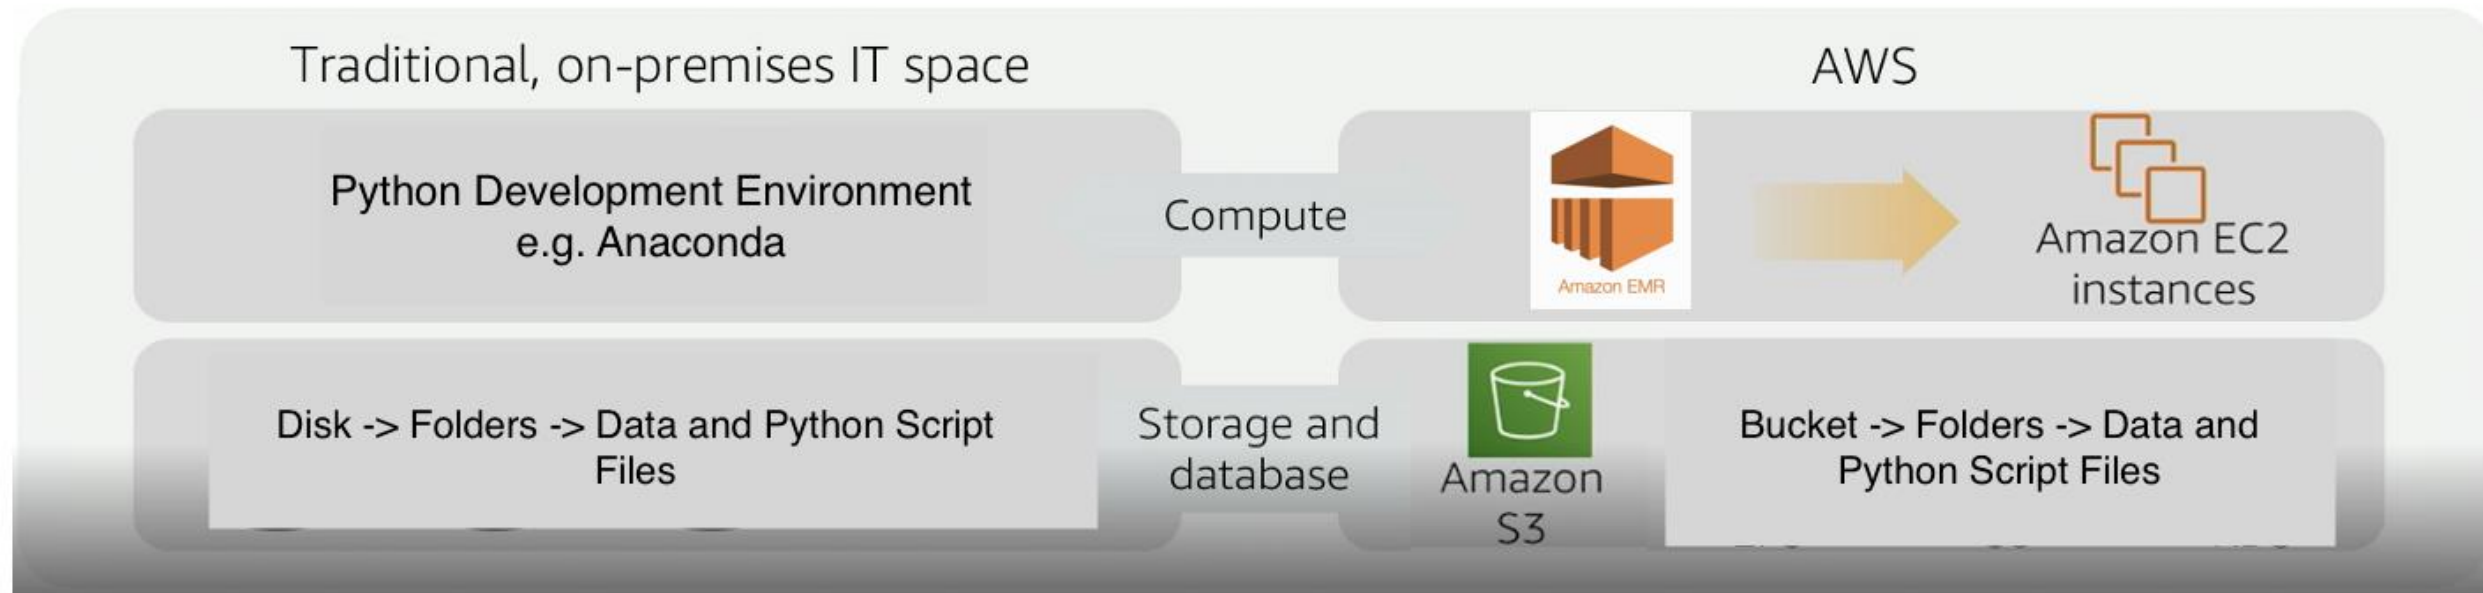 Traditional, on-premises IT space
AWS
Python Development Environment
e.g. Anaconda
Compute
Amazon EMR
Amazon EC2
instances
Disk -> Folders -> Data and Python Script
Files
Storage and
database
Amazon
S3
Bucket -> Folders -> Data and
Python Script Files